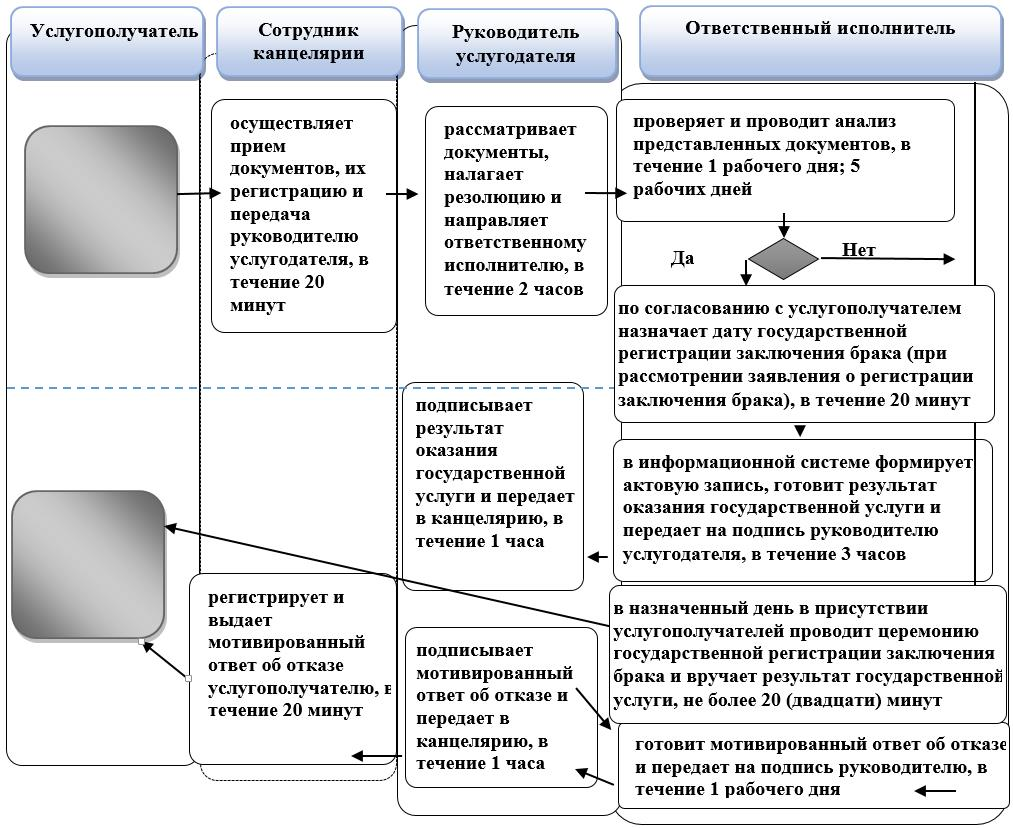 Услугополучатель
Сотрудник
канцелярии
Руководитель
услугодателя
Ответственный исполнитель
осуществляет
прием
документов, их
регистрацию и
передача
руководителю
услугодателя, в
течение 20
минут
рассматривает
документы,
налагает
резолюцию и
направляет
ответственному
исполнителю, в
течение 2 часов
проверяет и проводит анализ
представленных документов, в
течение 1 рабочего дня; 5
рабочих дней
Да
Нет
по согласованию с услугополучателем
назначает дату государственной
регистрации заключения брака (при
рассмотрении заявления о регистрации
заключения брака), в течение 20 минут
подписывает
результат
оказания
государственной
услуги и передает
в канцелярию, в
течение 1 часа
в информационной системе формирует
актовую запись, готовит результат
оказания государственной услуги и
передает на подпись руководителю
услугодателя, в течение 3 часов
регистрирует и
выдает
мотивированный
ответ об отказе
услугополучателю, в
течение 20 минут
подписывает
мотивированный
ответ об отказе и
передает в
канцелярию, в
течение 1 часа
в назначенный день в присутствии
услугополучателей проводит церемонию
государственной регистрации заключения
брака и вручает результат государственной
услуги, не более 20 (двадцати) минут
готовит мотивированный ответ об отказе
и передает на подпись руководителю, в
течение 1 рабочего дня